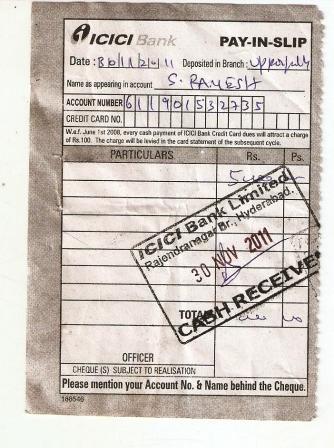 ICICI Bank PAY-IN-SLIP
Date: 30/11/2011 Deposited in Branch:
Name as appearing in account S. RAMESH
ACCOUNT NUMBER 611901532735
CREDIT CARD NO.
W.e.f. June 1st 2008, every cash payment of ICICI Bank Credit Card dues will attract a charge
of Rs.100. The charge will be levied in the card statement of the subsequent cycle.
PARTICULARS Rs. Ps.
ICICI Bank Limited
Rajendranagar Br., Hyderabad.
30 NOV 2011
CASH RECEIVE
TOTAL
OFFICER
CHEQUE (S) SUBJECT TO REALISATION
Please mention your Account No. & Name behind the Cheque.